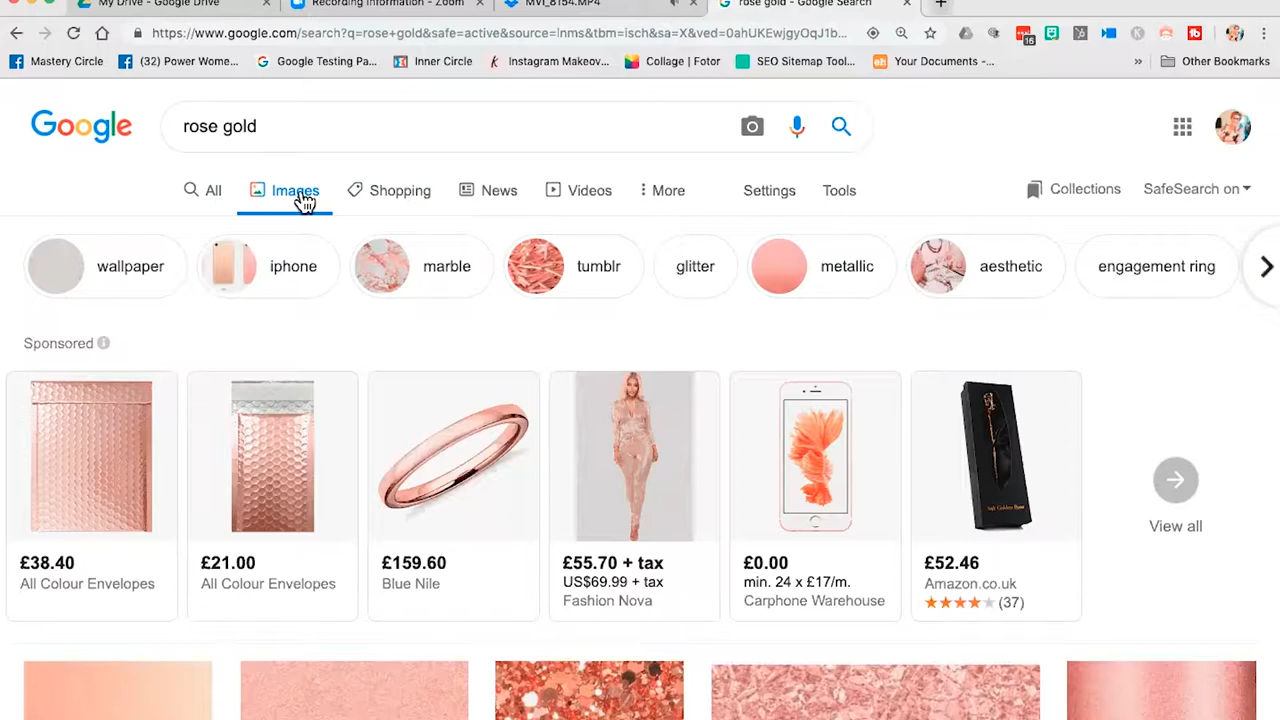 My Drive - Google Drive × Recording Information - Zoom × MVI_8154.MP4 × rose gold - Google Search × +
https://www.google.com/search?q=rose+gold&safe=active&source=lnms&tbm=isch&sa=X&ved=0ahUKEwjgyOqJ1b...
16
Mastery Circle (32) Power Wome... Google Testing Pa... Inner Circle Instagram Makeov... Collage | Fotor SEO Sitemap Tool... Your Documents -... » Other Bookmarks
Google rose gold
All Images Shopping News Videos More Settings Tools Collections SafeSearch on
wallpaper iphone marble tumblr glitter metallic aesthetic engagement ring
Sponsored
£38.40 £21.00 £159.60 £55.70 + tax £0.00 £52.46
All Colour Envelopes All Colour Envelopes Blue Nile US$69.99 + tax min. 24 x £17/m. Amazon.co.uk
Fashion Nova Carphone Warehouse (37)
View all